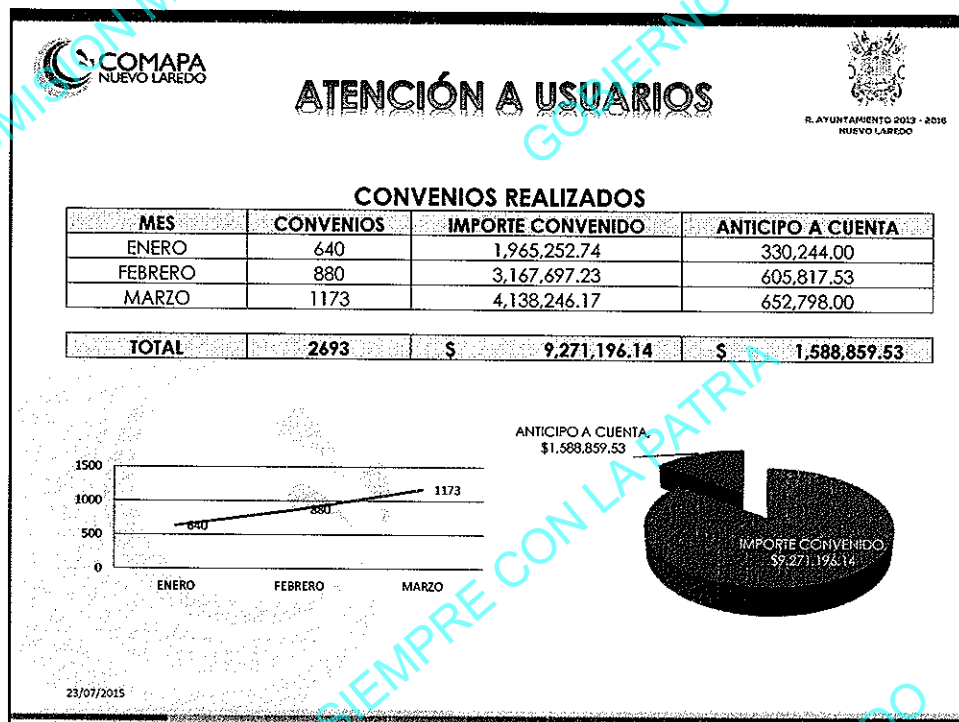 COMAPA
NUEVO LAREDO
ATENCIÓN A USUARIOS
R. AYUNTAMIENTO 2013 - 2016
NUEVO LAREDO
CONVENIOS REALIZADOS
MES CONVENIOS IMPORTE CONVENIDO ANTICIPO A CUENTA
ENERO 640 1,965,252.74 330,244.00
FEBRERO 880 3,167,697.23 605,817.53
MARZO 1173 4,138,246.17 652,798.00
TOTAL 2693 $ 9,271,196.14 $ 1,588,859.53
1500
1000
500
0
640
880
1173
ENERO FEBRERO MARZO
ANTICIPO A CUENTA,
$1,588,859.53
IMPORTE CONVENIDO,
$9,271,196.14
23/07/2015
GOBIERNO
SIEMPRE CON LA PATRIA